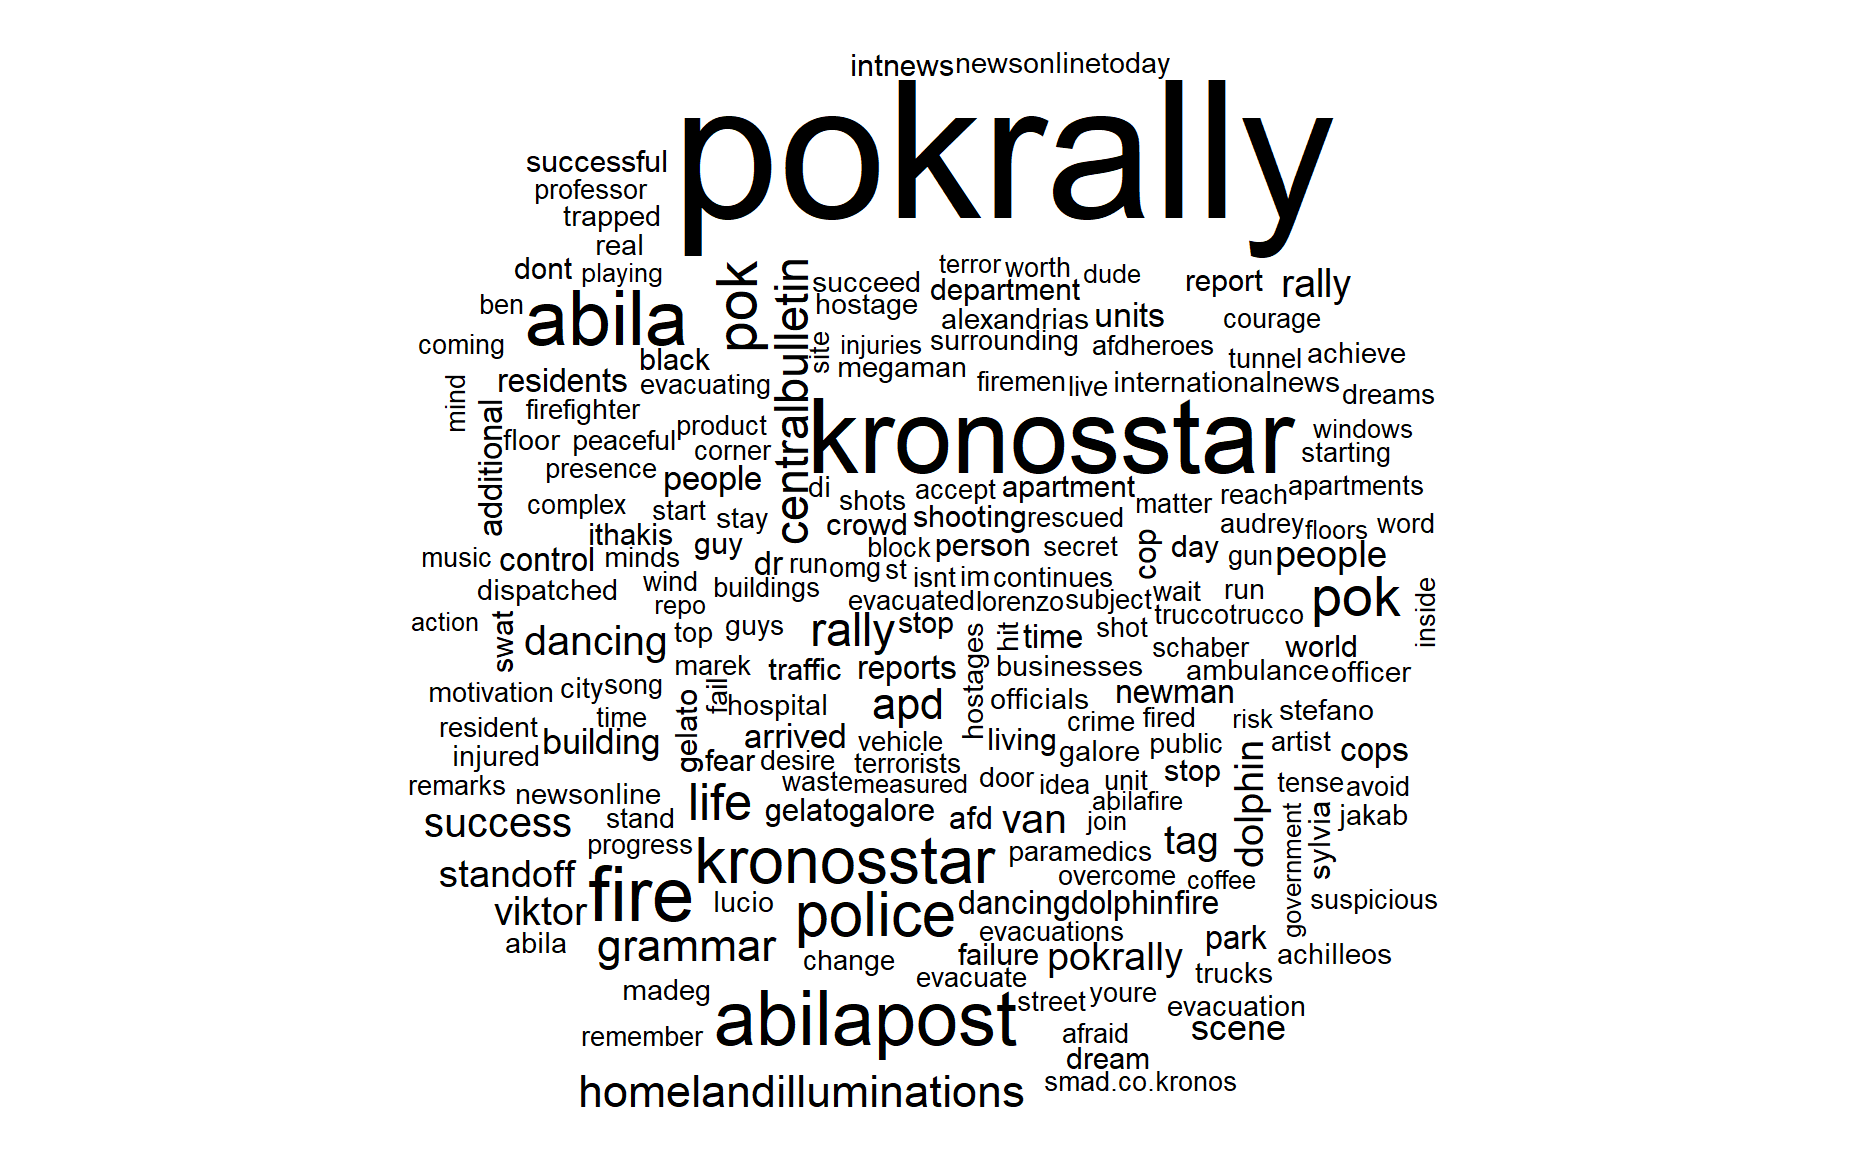 intnews newsonlinetoday
pokrally
successful
professor
trapped
real
dont playing
pok
centralbulletin
succeed
hostage
terror worth dude
department
report rally
ben abila
alexandrias units courage
coming
black
site injuries surrounding afdheroes tunnel achieve
residents evacuating
megaman firemen live internationalnews dreams
mind
additional
firefighter
product
kronosstar
windows
floor peaceful corner
starting
presence people
di shots accept apartment matter reach apartments
complex start stay
crowd shooting rescued
audrey floors word
ithakis guy
block person secret cop day gun people
music control minds
dr run omg st isnt im continues
dispatched wind buildings
repo
evacuated lorenzo subject wait run
truccotrucco
pok
inside
action
swat
dancing top guys rally stop
hostages
hit time shot
schaber world
marek traffic reports businesses ambulance officer
motivation city song
gelato
fail
hospital apd officials newman
resident time
crime fired risk stefano
injured building
arrived vehicle living galore public
dolphin
artist cops
fear desire terrorists
remarks newsonline
waste measured door idea unit stop
tense avoid
life gelatogalore afd van join abilafire
success stand
tag
government
sylvia
jakab
progress kronosstar paramedics
standoff
overcome coffee
viktor fire lucio police dancingdolphinfire
suspicious
abila grammar change
evacuations
failure pokrally park achilleos
evacuate
trucks
madeg abilapost street youre evacuation
remember
afraid scene
dream
homelandilluminations smad.co.kronos